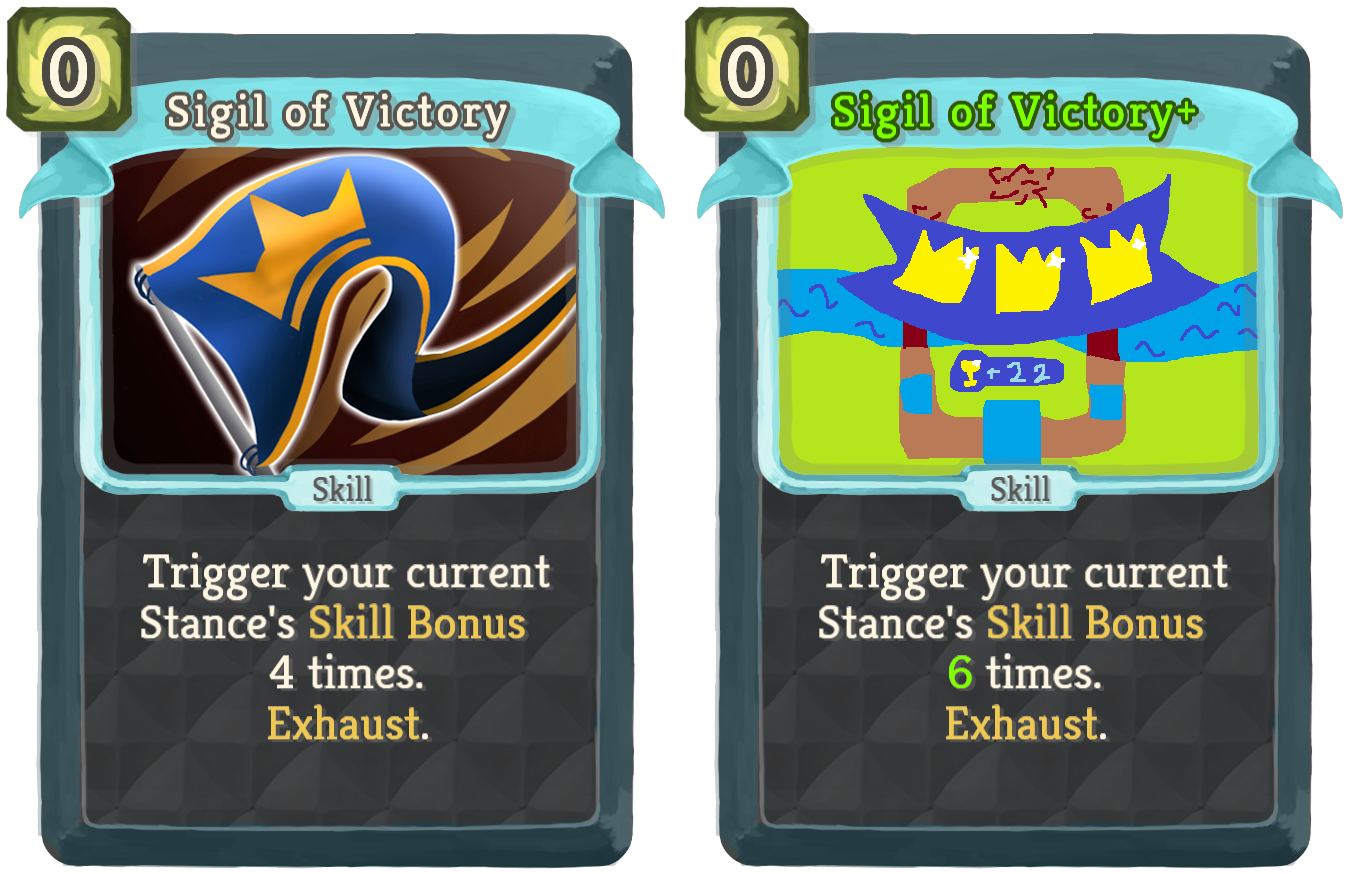 0
Sigil of Victory
Skill
Trigger your current
Stance's Skill Bonus
4 times.
Exhaust.
0
Sigil of Victory+
+22
Skill
Trigger your current
Stance's Skill Bonus
6 times.
Exhaust.